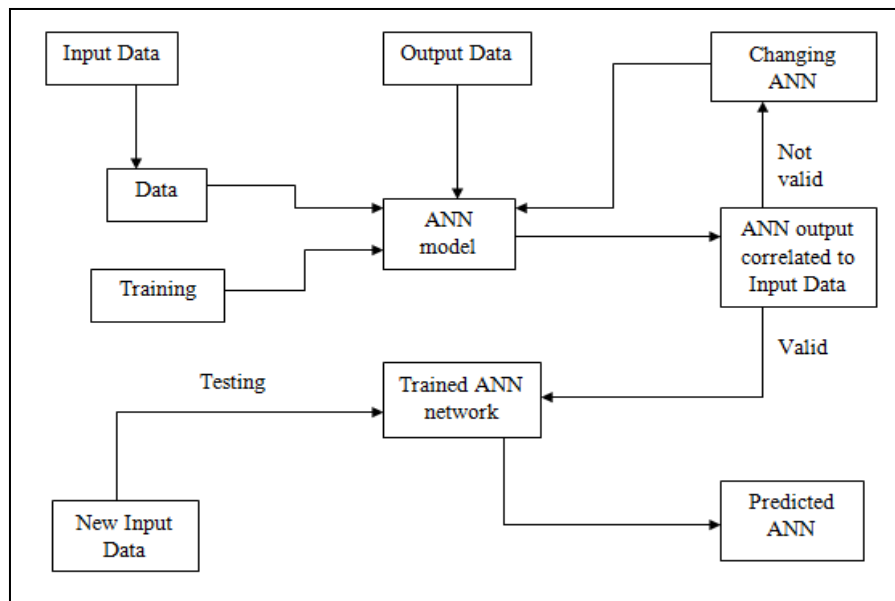 Input Data
Output Data
Changing
ANN
Not
valid
Data
ANN
model
ANN output
correlated to
Input Data
Training
Valid
Testing
Trained ANN
network
New Input
Data
Predicted
ANN